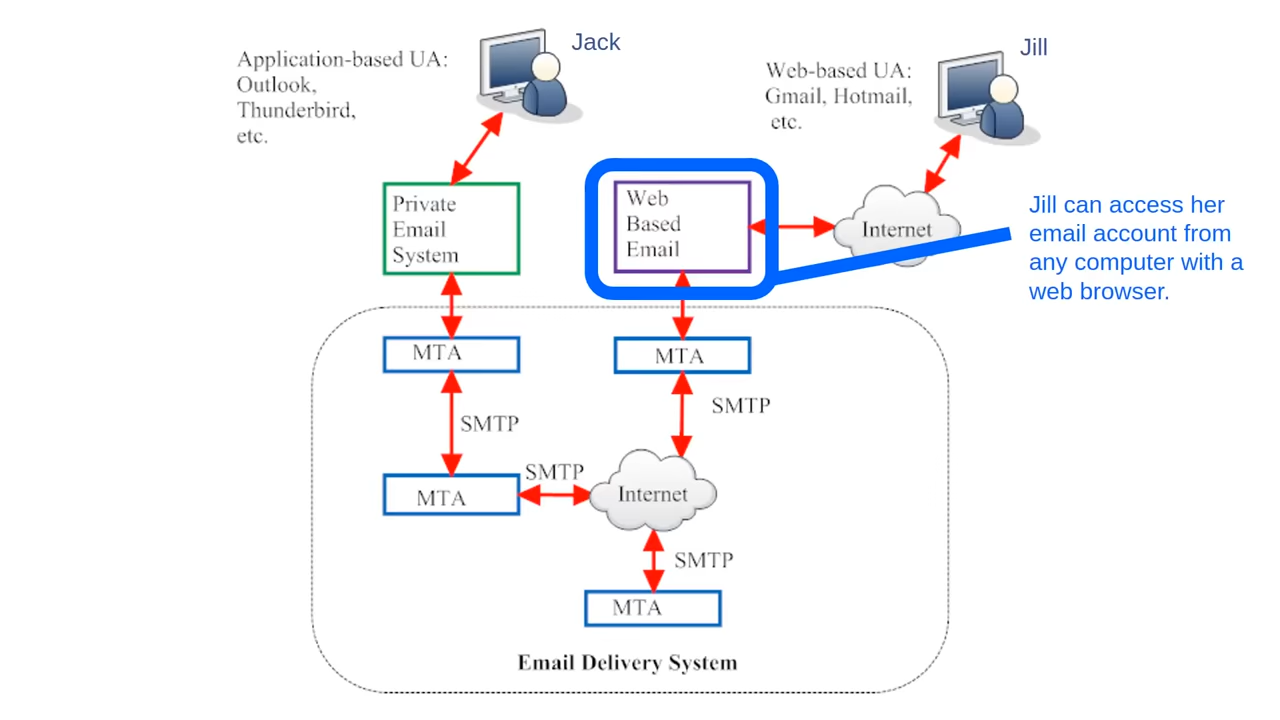 Jack
Application-based UA:
Outlook,
Thunderbird,
etc.
Jill
Web-based UA:
Gmail, Hotmail,
etc.
Private
Email
System
Web
Based
Email
Internet
Jill can access her
email account from
any computer with a
web browser.
MTA
MTA
SMTP
SMTP
MTA
SMTP
Internet
SMTP
MTA
Email Delivery System